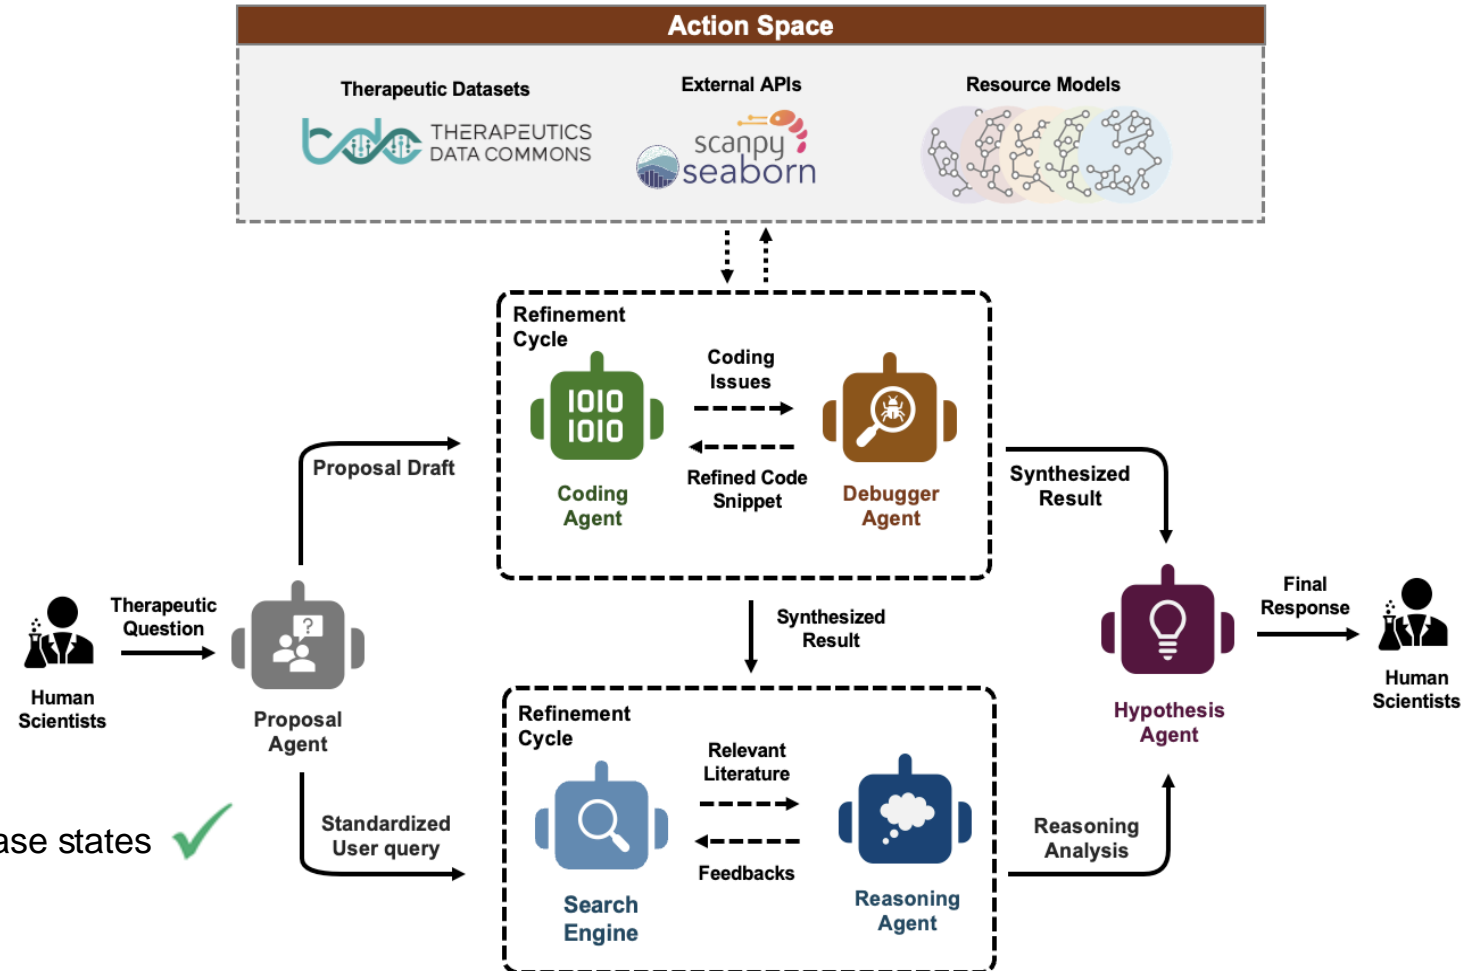 Action Space
Therapeutic Datasets
External APIs
Resource Models
THERAPEUTICS
DATA COMMONS
scanpy
seaborn
Refinement
Cycle
Coding
Issues
IOIO
IOIO
Refined Code
Snippet
Coding
Agent
Debugger
Agent
Proposal Draft
Synthesized
Result
Therapeutic
Question
?
Human
Scientists
Proposal
Agent
Synthesized
Result
Final
Response
Human
Scientists
Hypothesis
Agent
Refinement
Cycle
Relevant
Literature
Feedbacks
Search
Engine
Reasoning
Agent
Standardized
User query
Reasoning
Analysis
states